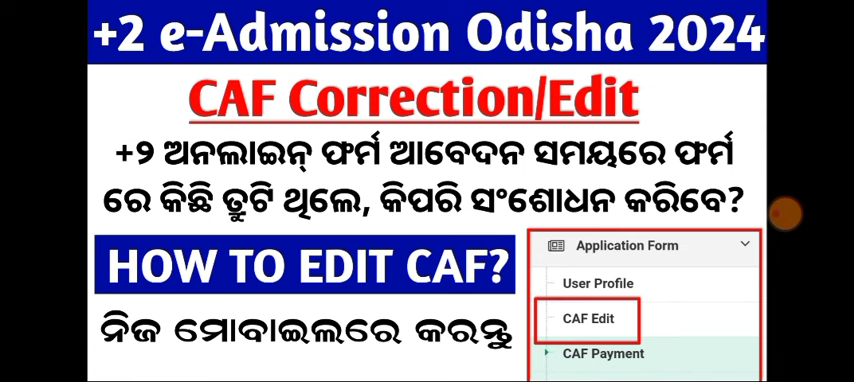 +2 e-Admission Odisha 2024
CAF Correction/Edit
+୨ ଅନଲାଇନ୍ ଫର୍ମ ଆବେଦନ ସମୟରେ ଫର୍ମ
ରେ କିଛି ତ୍ରୁଟି ଥିଲେ, କିପରି ସଂଶୋଧନ କରିବେ?
HOW TO EDIT CAF?
ନିଜ ମୋବାଇଲରେ କରନ୍ତୁ
Application Form
User Profile
CAF Edit
CAF Payment